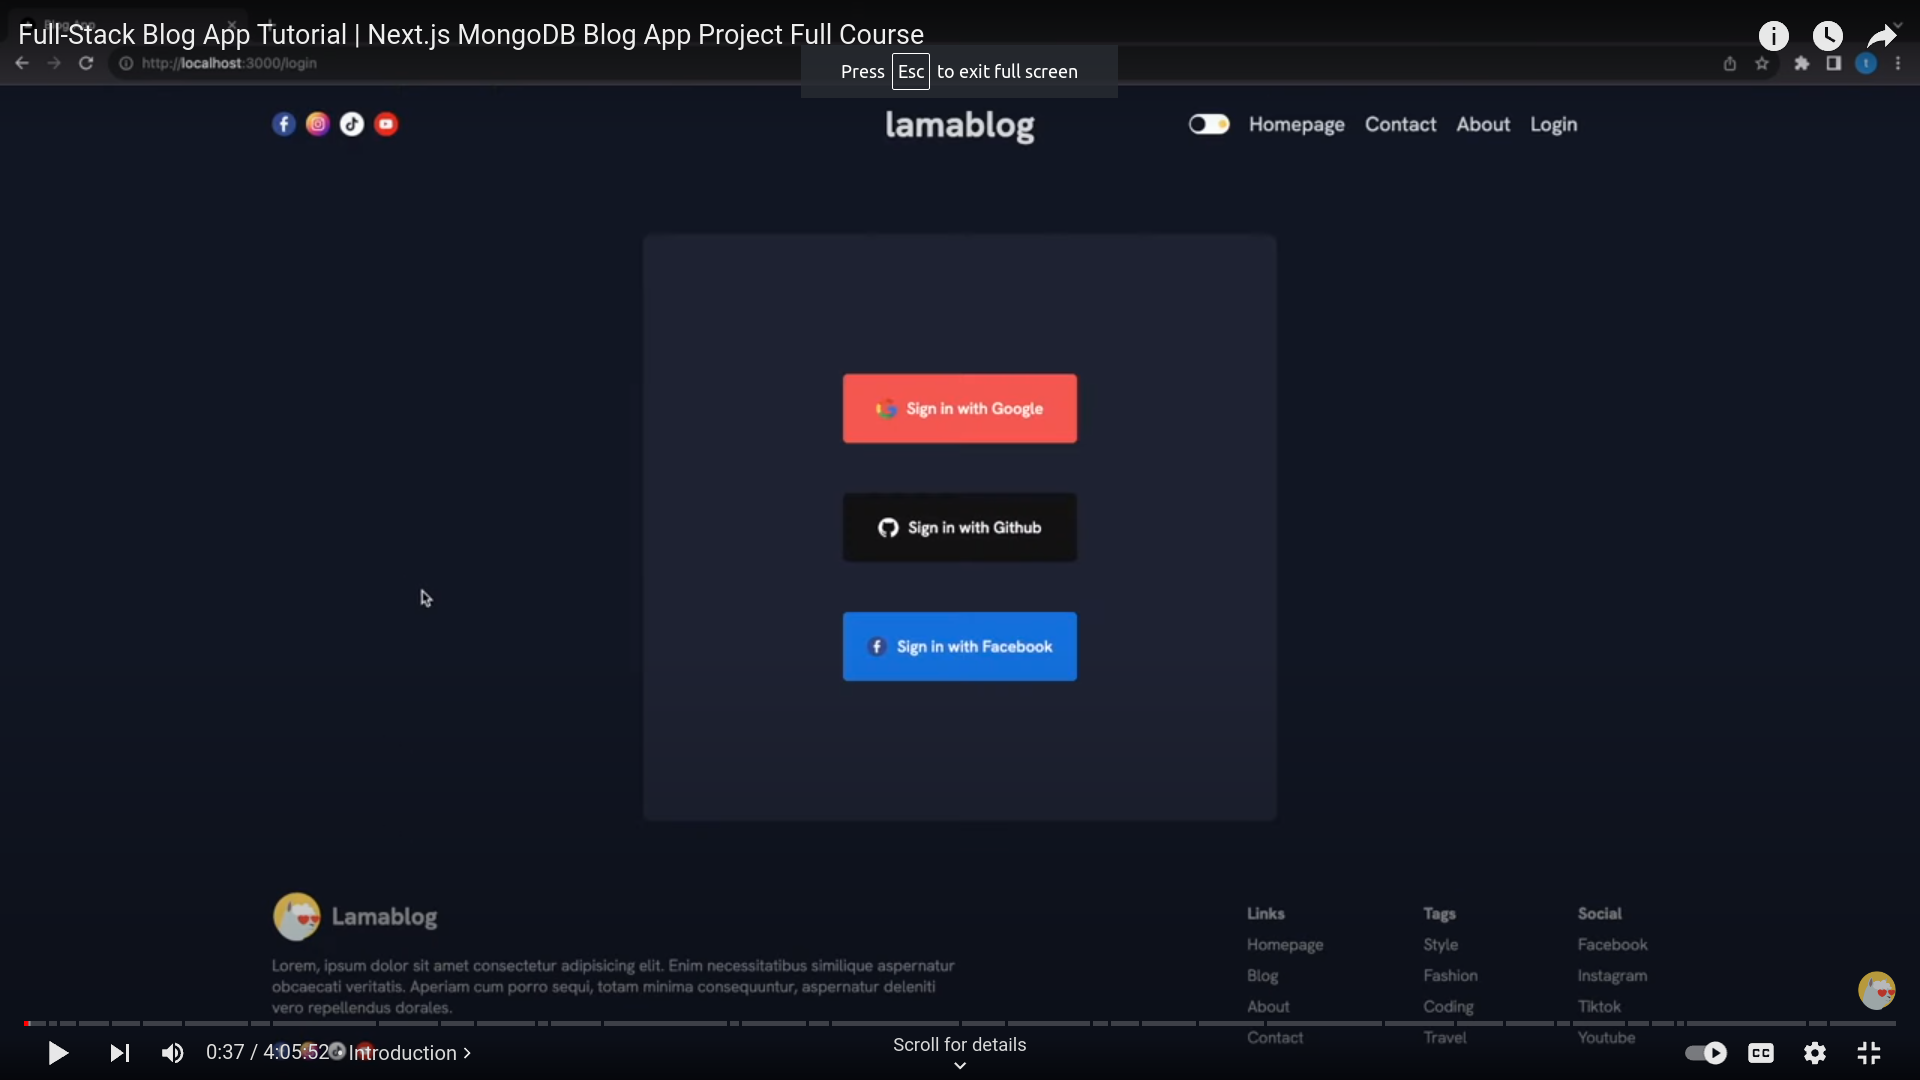 Full-Stack Blog App Tutorial | Next.js MongoDB Blog App Project Full Course
http://localhost:3000/login
Press Esc to exit full screen
lamablog
Homepage Contact About Login
Sign in with Google
Sign in with Github
Sign in with Facebook
Lamablog
Lorem, ipsum dolor sit amet consectetur adipisicing elit. Enim necessitatibus similique aspernatur
obcaecati veritatis. Aperiam cum porro sequi, totam minima consequuntur, aspernatur deleniti
vero repellendus dorales.
Links
Homepage
Blog
About
Contact
Tags
Style
Fashion
Coding
Travel
Social
Facebook
Instagram
Tiktok
Youtube
0:37 / 4:05:52 • Introduction
Scroll for details
CC